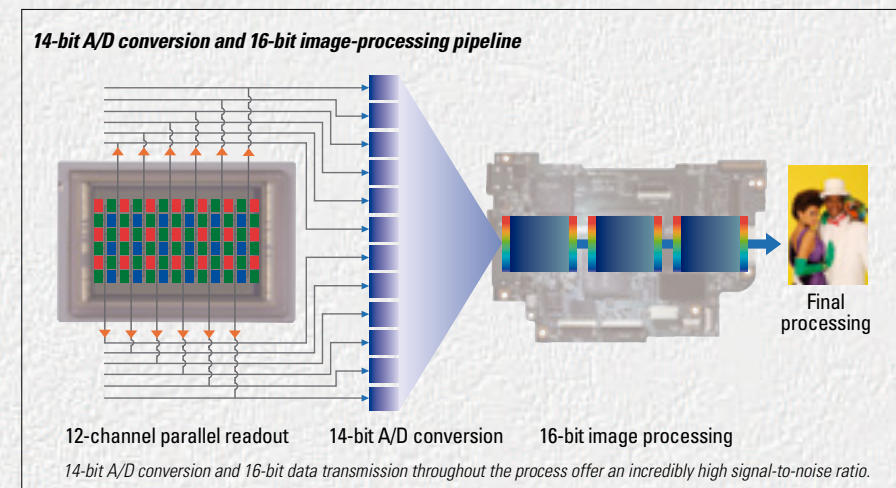 14-bit A/D conversion and 16-bit image-processing pipeline
Final
processing
12-channel parallel readout
14-bit A/D conversion
16-bit image processing
14-bit A/D conversion and 16-bit data transmission throughout the process offer an incredibly high signal-to-noise ratio.